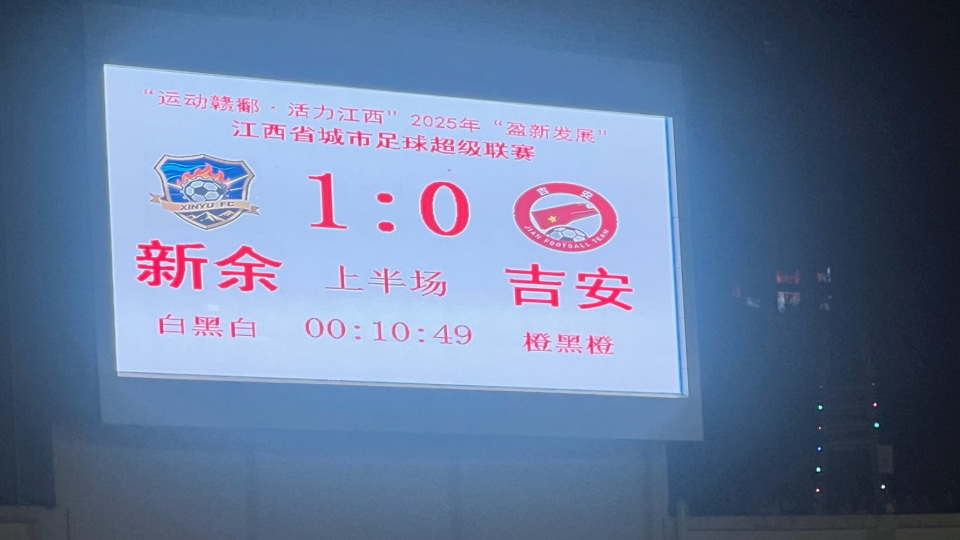 “运动赣鄱·活力江西”2025年“盈新发展”
江西省城市足球超级联赛
1:0
XINYU FC
吉安
JIAN FOOTBALL TEAM
新余
上半场
吉安
白黑白
00:10:49
橙黑橙